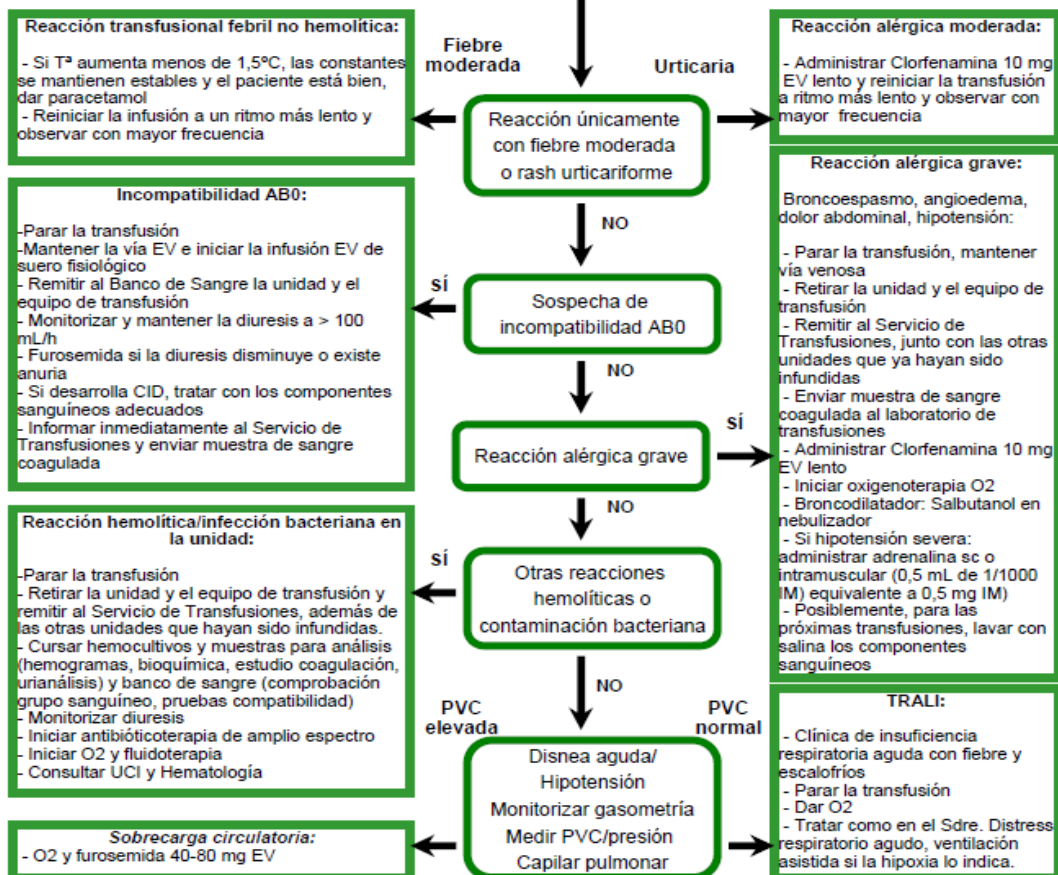 Reacción transfusional febril no hemolítica:
- Si Tª aumenta menos de 1,5ºC, las constantes
se mantienen estables y el paciente está bien,
dar paracetamol
- Reiniciar la infusión a un ritmo más lento y
observar con mayor frecuencia
Fiebre
moderada
Urticaria
Reacción alérgica moderada:
- Administrar Clorfenamina 10 mg
EV lento y reiniciar la transfusión
a ritmo más lento y observar con
mayor frecuencia
Reacción únicamente
con fiebre moderada
o rash urticariforme
NO
Incompatibilidad AB0:
-Parar la transfusión
-Mantener la vía EV e iniciar la infusión EV de
suero fisiológico
- Remitir al Banco de Sangre la unidad y el
equipo de transfusión
- Monitorizar y mantener la diuresis a > 100
mL/h
- Furosemida si la diuresis disminuye o existe
anuria
- Si desarrolla CID, tratar con los componentes
sanguíneos adecuados
- Informar inmediatamente al Servicio de
Transfusiones y enviar muestra de sangre
coagulada
SÍ
Sospecha de
incompatibilidad AB0
NO
Reacción alérgica grave
SÍ
Reacción alérgica grave:
Broncoespasmo, angioedema,
dolor abdominal, hipotensión:
- Parar la transfusión, mantener
vía venosa
- Retirar la unidad y el equipo de
transfusión
- Remitir al Servicio de
Transfusiones, junto con las otras
unidades que ya hayan sido
infundidas
- Enviar muestra de sangre
coagulada al laboratorio de
transfusiones
- Administrar Clorfenamina 10 mg
EV lento
- Iniciar oxigenoterapia O2
- Broncodilatador: Salbutanol en
nebulizador
- Si hipotensión severa:
administrar adrenalina sc o
intramuscular (0,5 mL de 1/1000
IM) equivalente a 0,5 mg IM)
- Posiblemente, para las
próximas transfusiones, lavar con
salina los componentes
sanguíneos
NO
Reacción hemolítica/infección bacteriana en
la unidad:
-Parar la transfusión
- Retirar la unidad y el equipo de transfusión y
remitir al Servicio de Transfusiones, además de
las otras unidades que hayan sido infundidas.
- Cursar hemocultivos y muestras para análisis
(hemogramas, bioquímica, estudio coagulación,
urianálisis) y banco de sangre (comprobación
grupo sanguíneo, pruebas compatibilidad)
- Monitorizar diuresis
- Iniciar antibióticoterapia de amplio espectro
- Iniciar O2 y fluidoterapia
- Consultar UCI y Hematología
SÍ
Otras reacciones
hemolíticas o
contaminación bacteriana
NO
PVC
elevada
PVC
normal
Disnea aguda/
Hipotensión
Monitorizar gasometría
Medir PVC/presión
Capilar pulmonar
Sobrecarga circulatoria:
- O2 y furosemida 40-80 mg EV
TRALI:
- Clínica de insuficiencia
respiratoria aguda con fiebre y
escalofríos
- Parar la transfusión
- Dar O2
- Tratar como en el Sdre. Distress
respiratorio agudo, ventilación
asistida si la hipoxia lo indica.